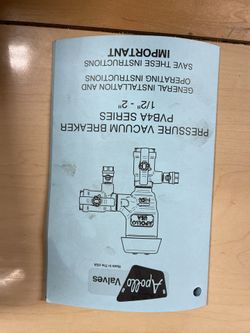 "Apollo"
Valves
Made in the USA
APOLLO
PRESSURE VACUUM BREAKER
PVB4A SERIES
1/2" - 2"
GENERAL INSTALLATION AND
OPERATING INSTRUCTIONS
SAVE THESE INSTRUCTIONS
IMPORTANT